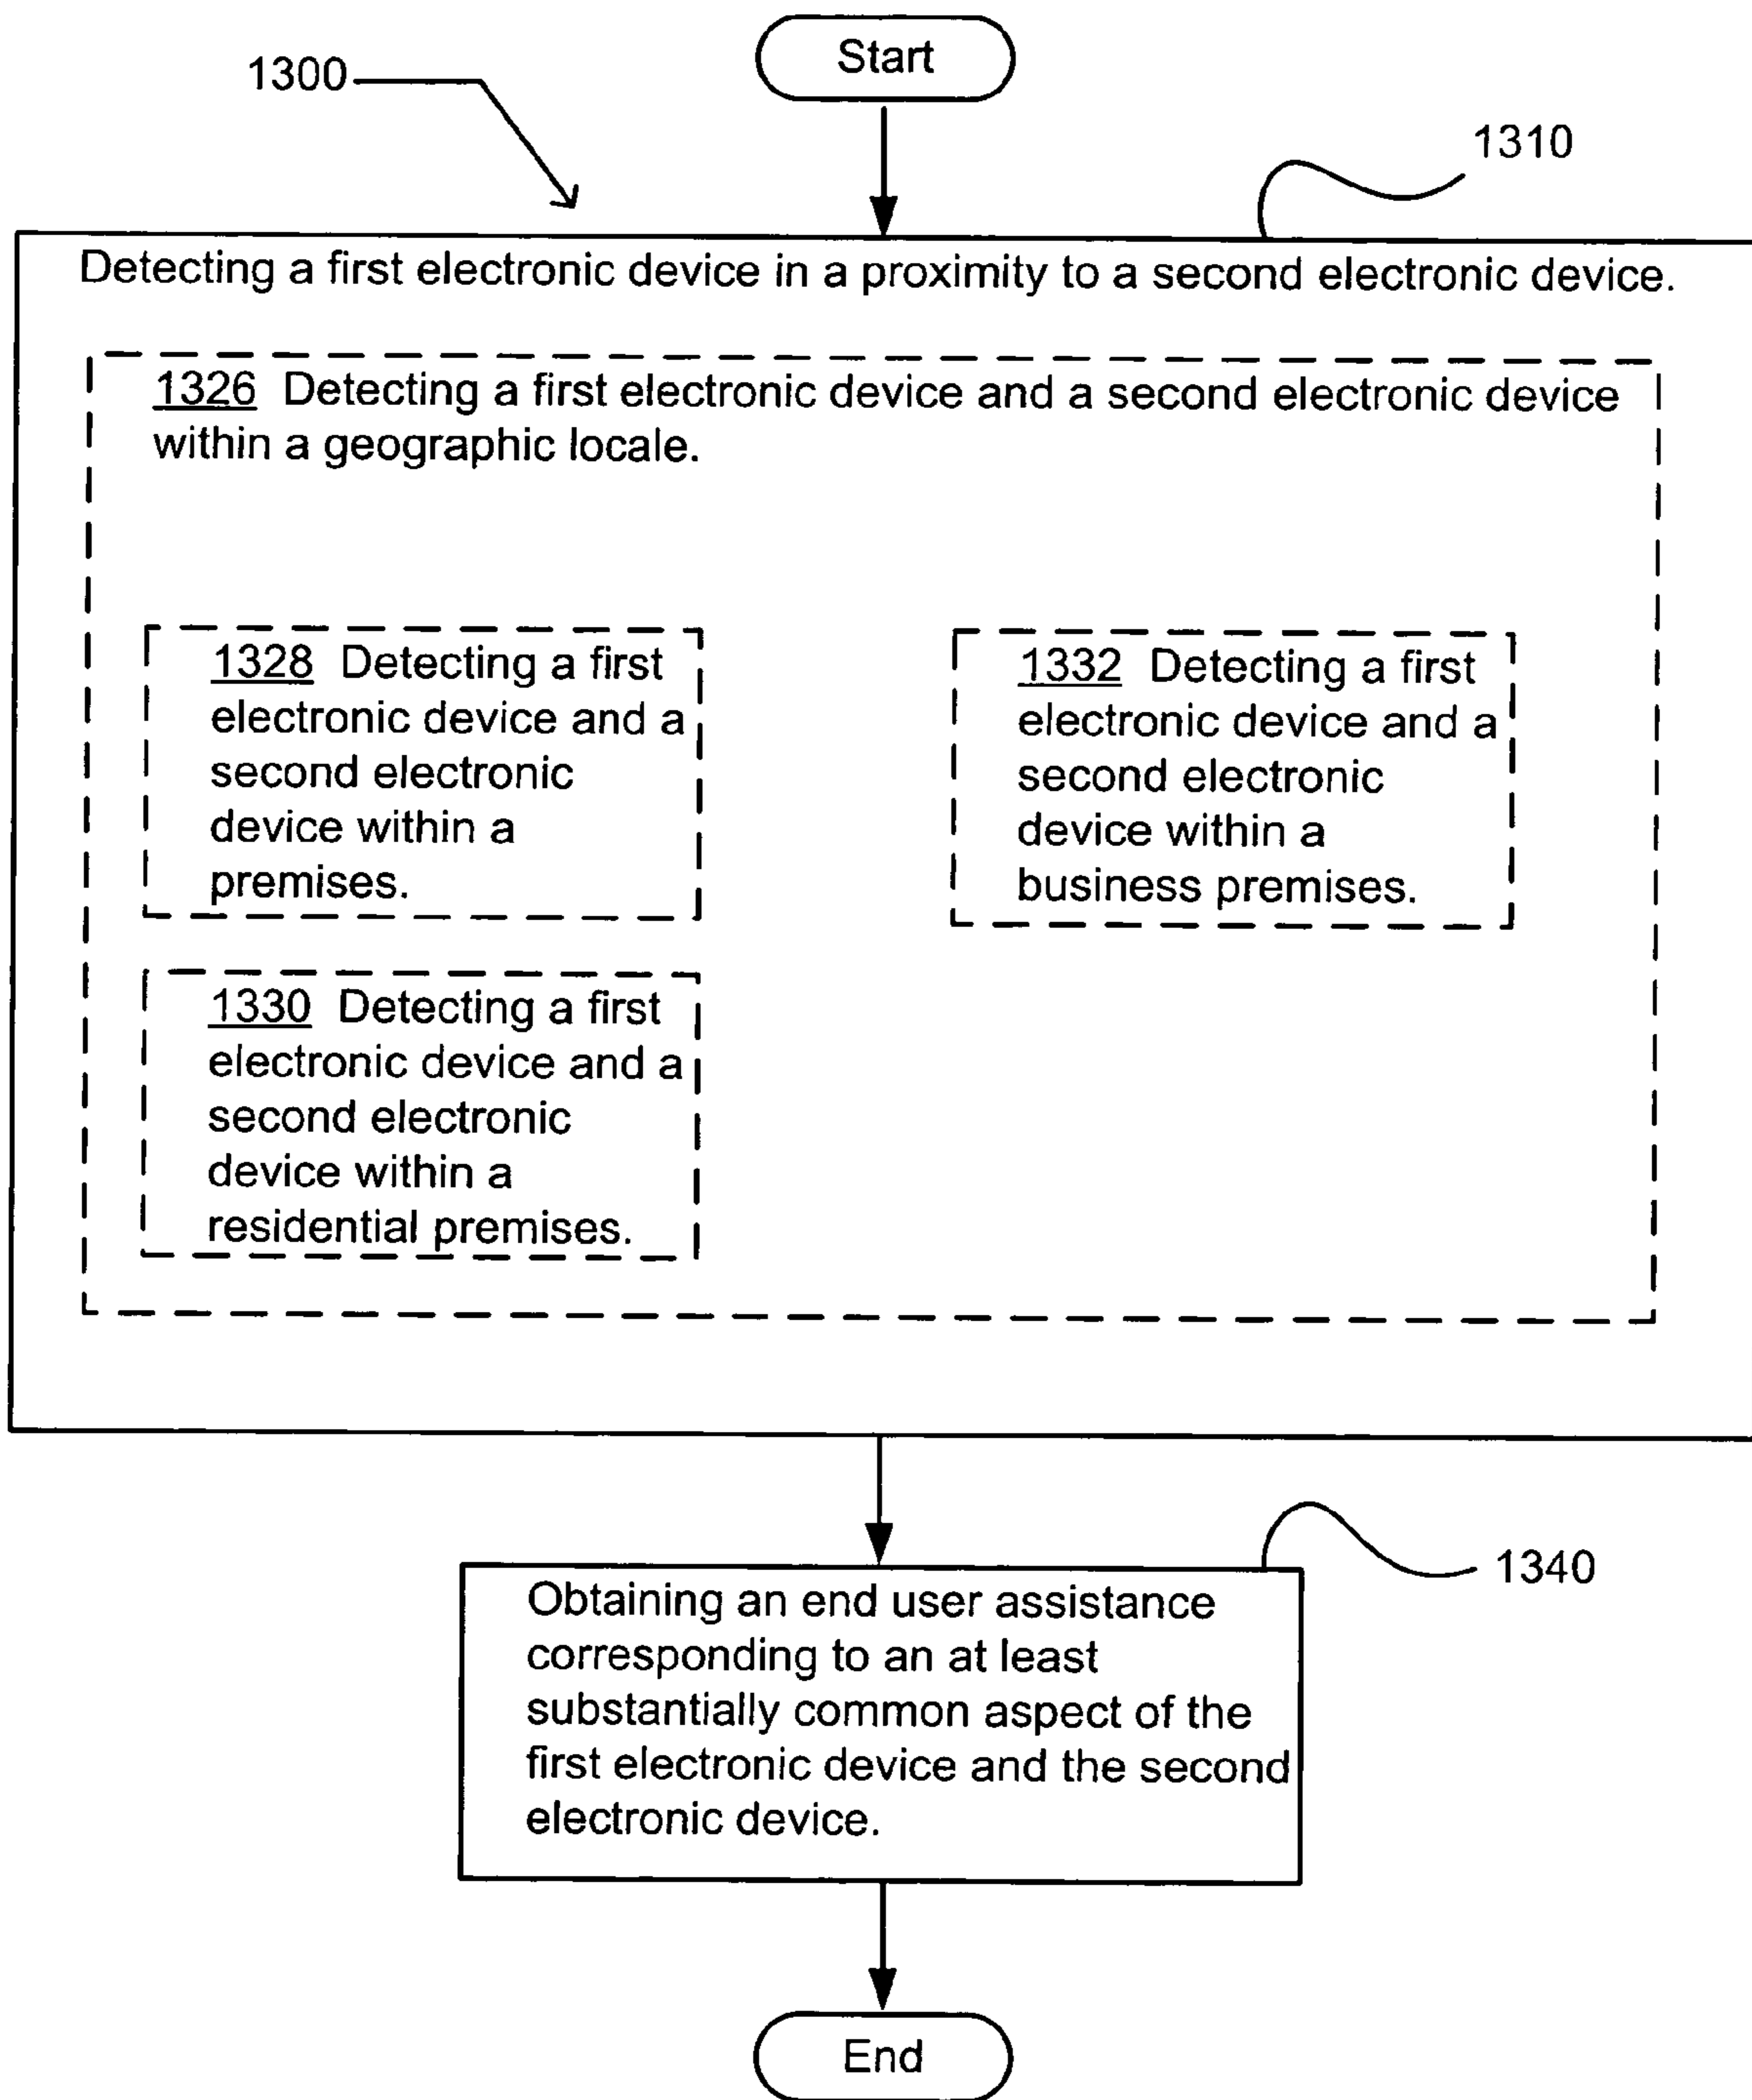 Start
1300
1310
Detecting a first electronic device in a proximity to a second electronic device.
1326 Detecting a first electronic device and a second electronic device
within a geographic locale.
1328 Detecting a first
electronic device and a
second electronic
device within a
premises.
1332 Detecting a first
electronic device and a
second electronic
device within a
business premises.
1330 Detecting a first
electronic device and a
second electronic
device within a
residential premises.
1340
Obtaining an end user assistance
corresponding to an at least
substantially common aspect of the
first electronic device and the second
electronic device.
End